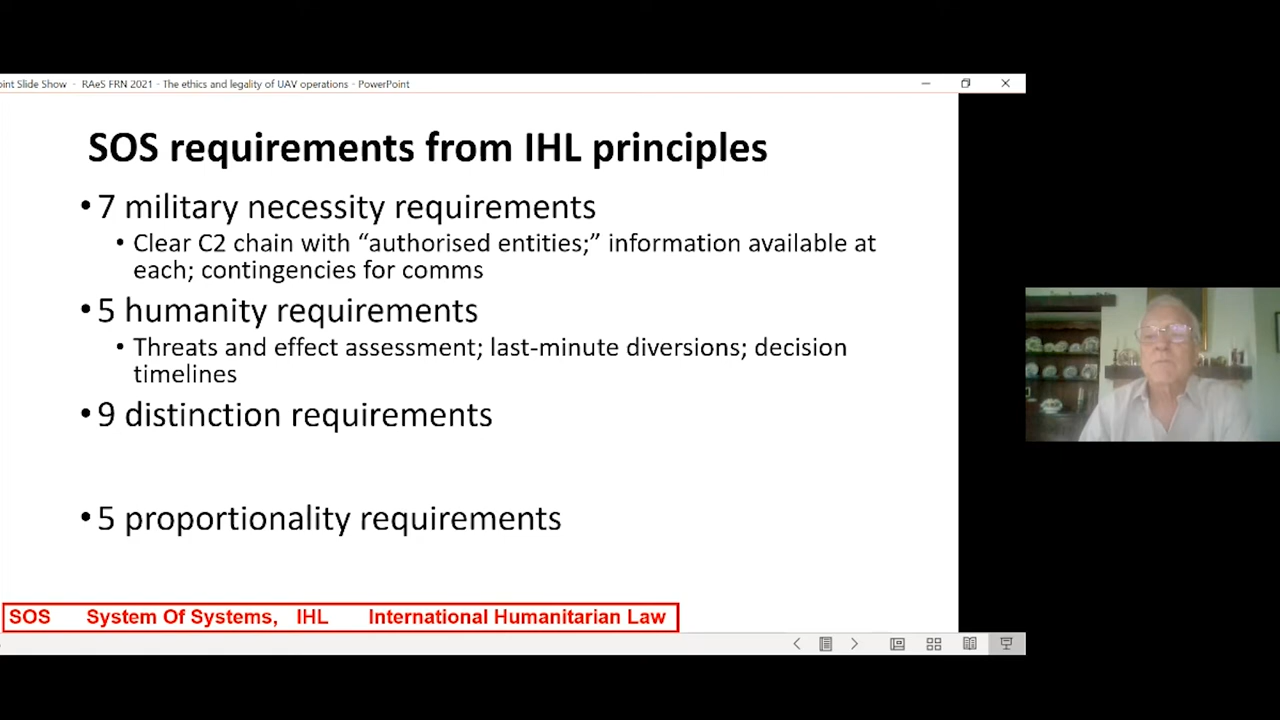 oint Slide Show - RAeS FRN 2021 - The ethics and legality of UAV operations - PowerPoint
SOS requirements from IHL principles
• 7 military necessity requirements
• Clear C2 chain with “authorised entities;” information available at
each; contingencies for comms
• 5 humanity requirements
• Threats and effect assessment; last-minute diversions; decision
timelines
• 9 distinction requirements
• 5 proportionality requirements
SOS System Of Systems, IHL International Humanitarian Law